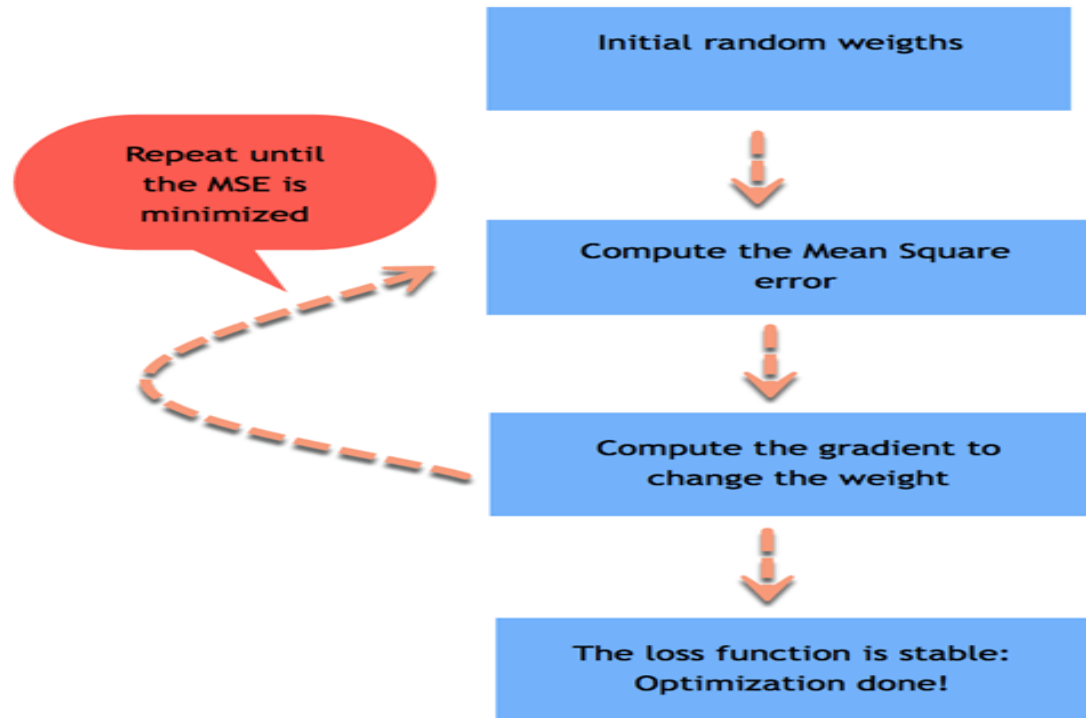 Initial random weigths
Repeat until
the MSE is
minimized
Compute the Mean Square
error
Compute the gradient to
change the weight
The loss function is stable:
Optimization done!